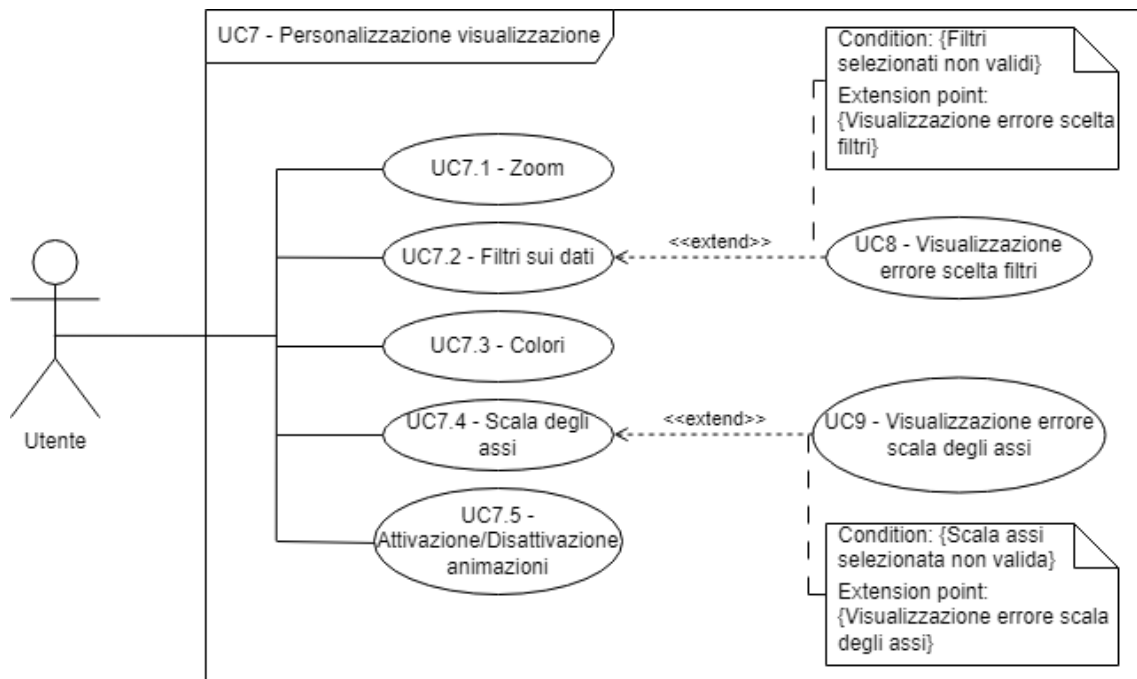 UC7 - Personalizzazione visualizzazione
Condition: {Filtri
selezionati non validi}
Extension point:
{Visualizzazione errore scelta
filtri}
UC7.1 - Zoom
UC7.2 - Filtri sui dati
<<extend>>
UC8 - Visualizzazione
errore scelta filtri
UC7.3 - Colori
Utente
UC7.4 - Scala degli
assi
<<extend>>
UC9 - Visualizzazione errore
scala degli assi
UC7.5 -
Attivazione/Disattivazione
animazioni
Condition: {Scala assi
selezionata non valida}
Extension point:
{Visualizzazione errore scala
degli assi}